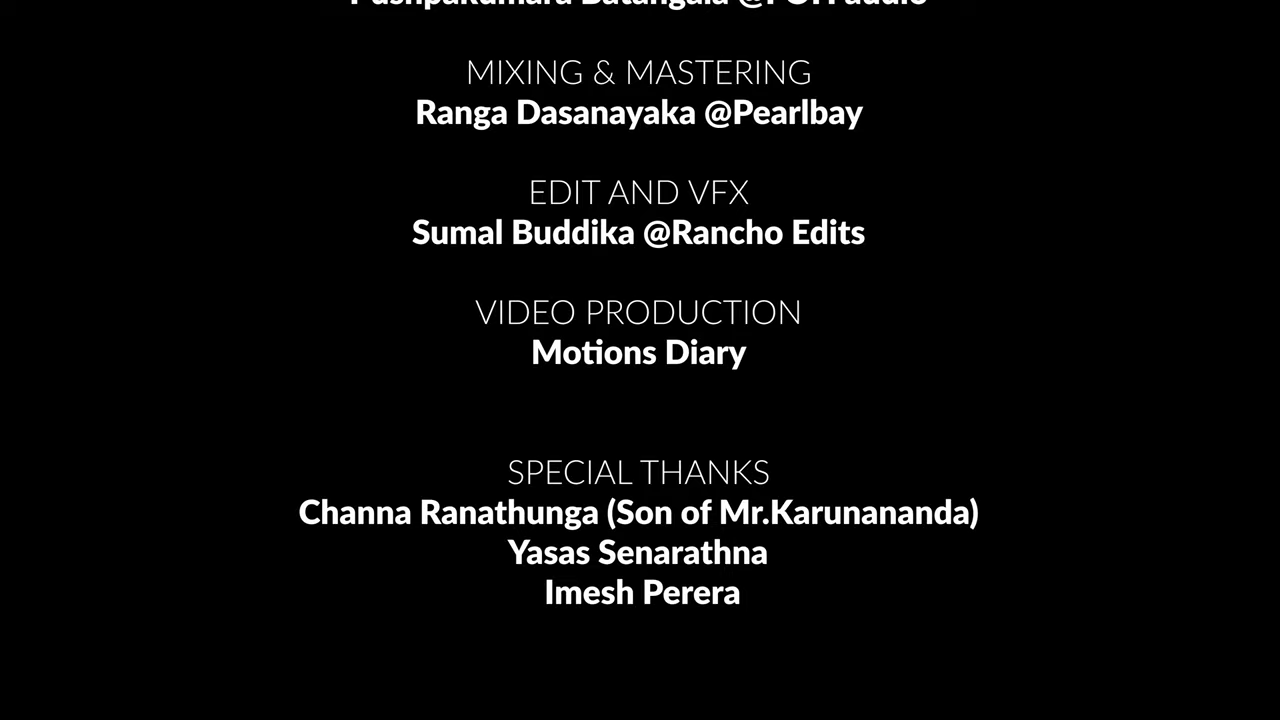 MIXING & MASTERING
Ranga Dasanayaka @Pearlbay
EDIT AND VFX
Sumal Buddika @Rancho Edits
VIDEO PRODUCTION
Motions Diary
SPECIAL THANKS
Channa Ranathunga (Son of Mr.Karunananda)
Yasas Senarathna
Imesh Perera